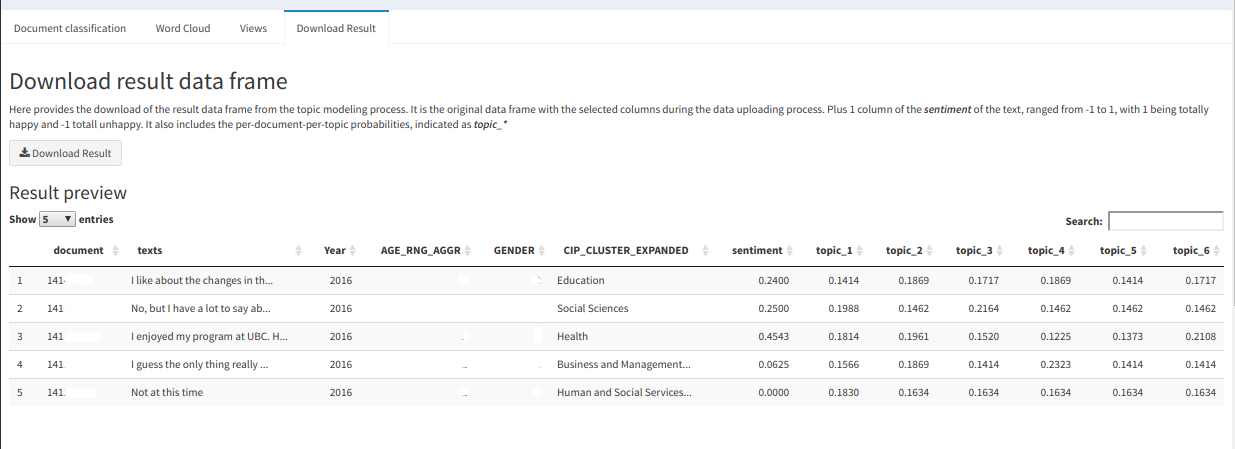 Document classification Word Cloud Views Download Result
Download result data frame
Here provides the download of the result data frame from the topic modeling process. It is the original data frame with the selected columns during the data uploading process. Plus 1 column of the sentiment of the text, ranged from -1 to 1, with 1 being totally
happy and -1 totall unhappy. It also includes the per-document-per-topic probabilities, indicated as topic_*
Download Result
Result preview
Show 5 entries Search:
document texts Year AGE_RNG_AGGR GENDER CIP_CLUSTER_EXPANDED sentiment topic_1 topic_2 topic_3 topic_4 topic_5 topic_6
1 141 I like about the changes in th... 2016 Education 0.2400 0.1414 0.1869 0.1717 0.1869 0.1414 0.1717
2 141 No, but I have a lot to say ab... 2016 Social Sciences 0.2500 0.1988 0.1462 0.2164 0.1462 0.1462 0.1462
3 141 I enjoyed my program at UBC. H... 2016 Health 0.4543 0.1814 0.1961 0.1520 0.1225 0.1373 0.2108
4 141 I guess the only thing really ... 2016 Business and Management... 0.0625 0.1566 0.1869 0.1414 0.2323 0.1414 0.1414
5 141 Not at this time 2016 Human and Social Services... 0.0000 0.1830 0.1634 0.1634 0.1634 0.1634 0.1634